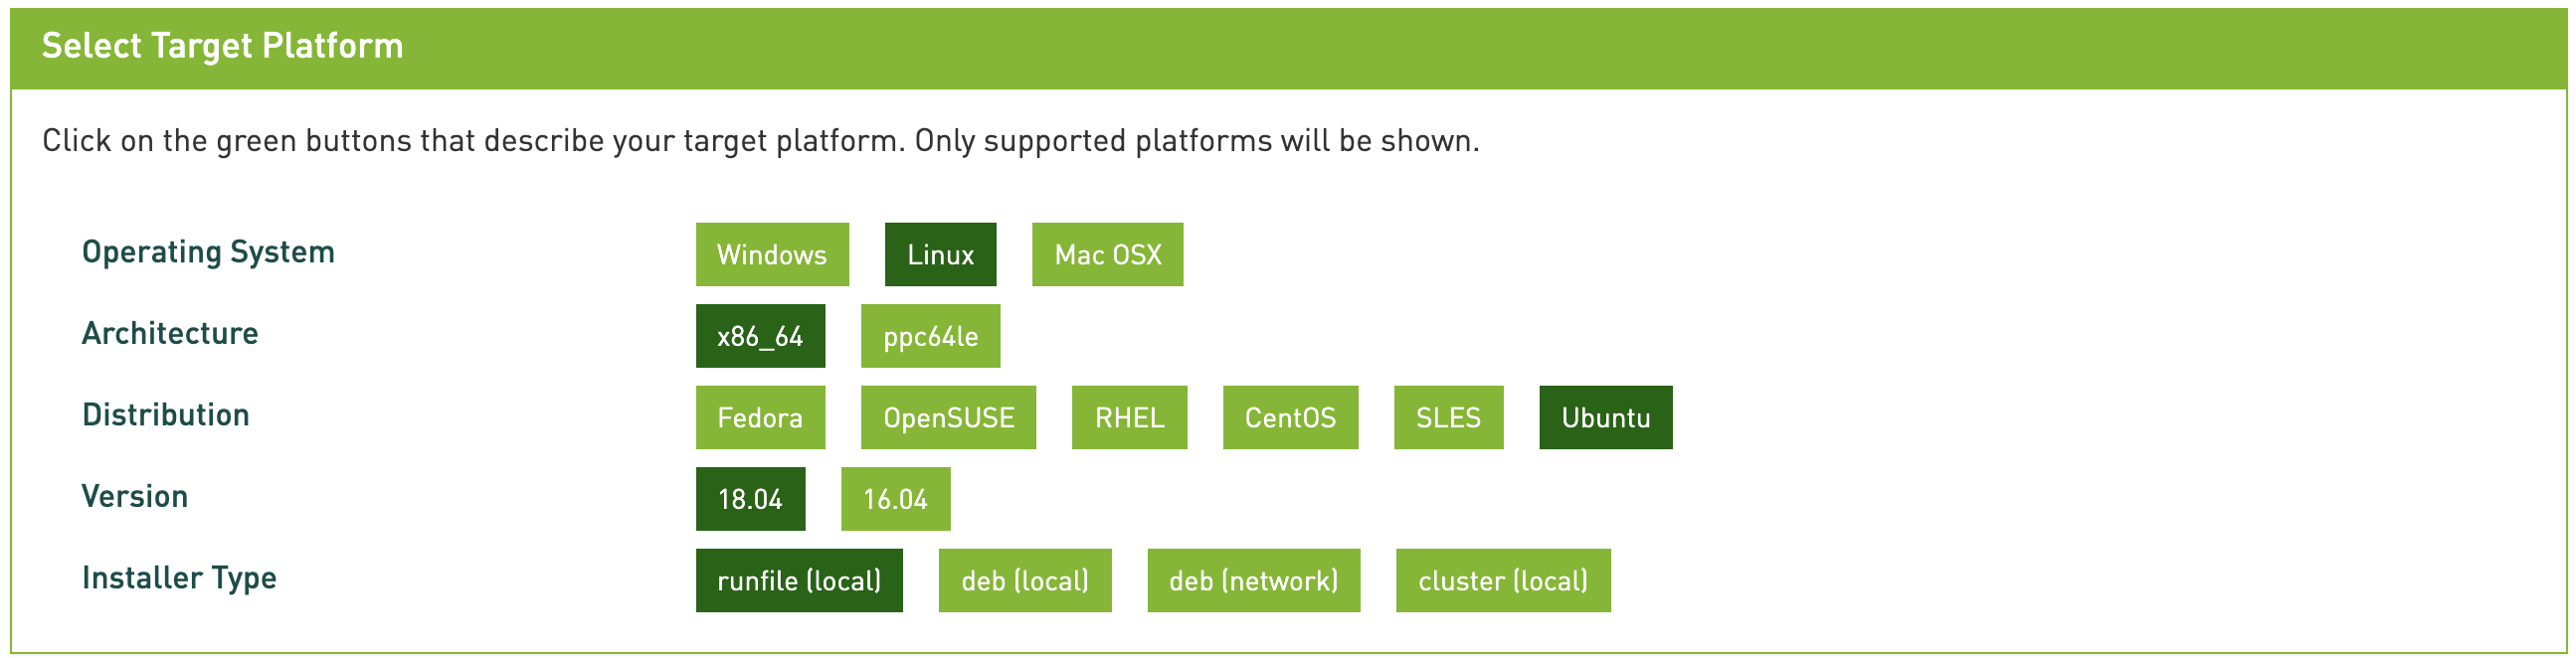 Select Target Platform
Click on the green buttons that describe your target platform. Only supported platforms will be shown.
Operating System Windows Linux Mac OSX
Architecture x86_64 ppc64le
Distribution Fedora OpenSUSE RHEL CentOS SLES Ubuntu
Version 18.04 16.04
Installer Type runfile (local) deb (local) deb (network) cluster (local)